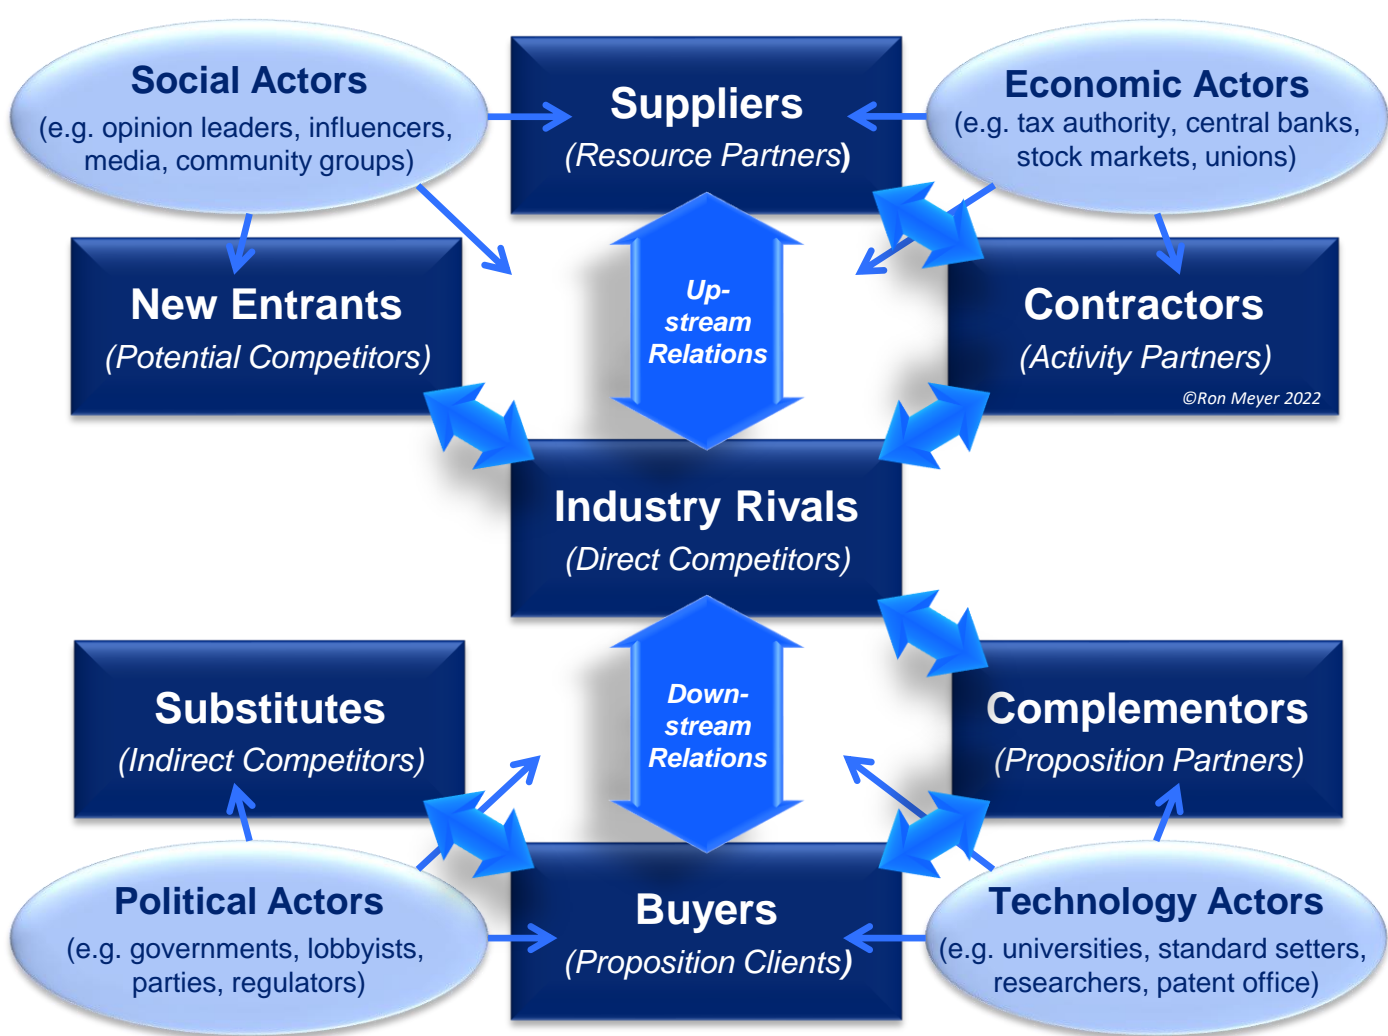 Social Actors
(e.g. opinion leaders, influencers,
media, community groups)
Suppliers
(Resource Partners)
Economic Actors
(e.g. tax authority, central banks,
stock markets, unions)
New Entrants
(Potential Competitors)
Up-
stream
Relations
Contractors
(Activity Partners)
©Ron Meyer 2022
Industry Rivals
(Direct Competitors)
Substitutes
(Indirect Competitors)
Down-
stream
Relations
Complementors
(Proposition Partners)
Political Actors
(e.g. governments, lobbyists,
parties, regulators)
Buyers
(Proposition Clients)
Technology Actors
(e.g. universities, standard setters,
researchers, patent office)